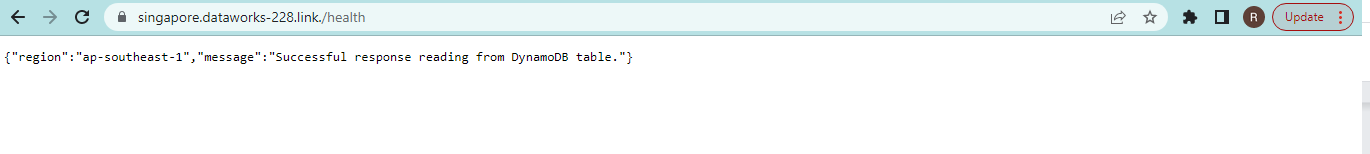 singapore.dataworks-228.link./health
R
Update
{"region":"ap-southeast-1","message":"Successful response reading from DynamoDB table."}